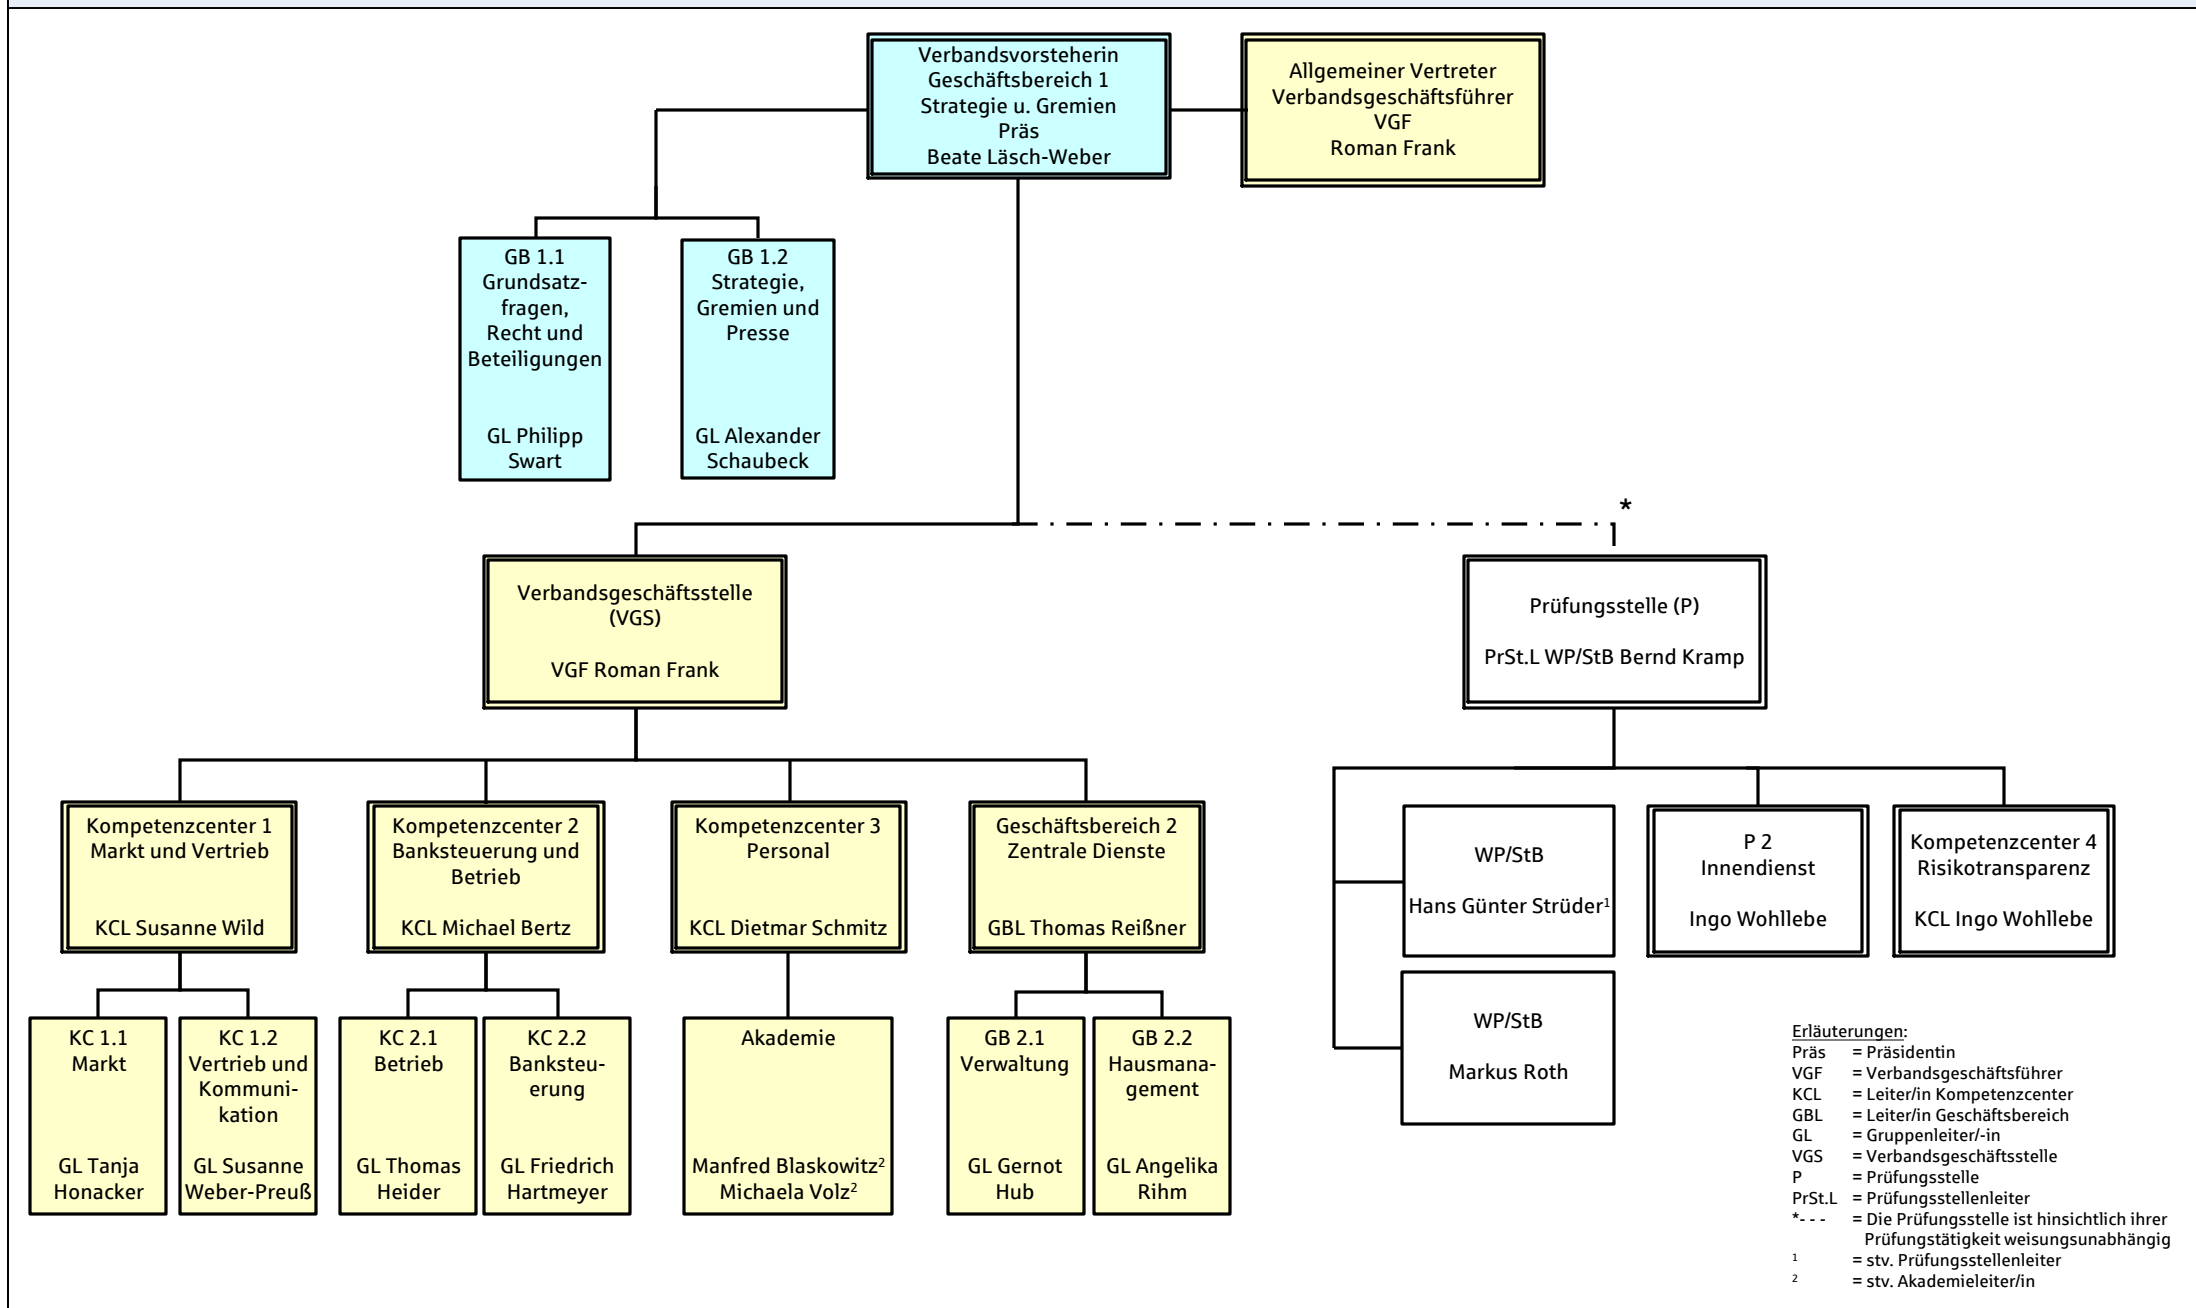 Verbandsvorsteherin
Geschäftsbereich 1
Strategie u. Gremien
Präs
Beate Läsch-Weber
Allgemeiner Vertreter
Verbandsgeschäftsführer
VGF
Roman Frank
GB 1.1
Grundsatz-
fragen,
Recht und
Beteiligungen
GL Philipp
Swart
GB 1.2
Strategie,
Gremien und
Presse
GL Alexander
Schaubeck
*
Verbandsgeschäftsstelle
(VGS)
VGF Roman Frank
Prüfungsstelle (P)
PrSt.L WP/StB Bernd Kramp
Kompetenzcenter 1
Markt und Vertrieb
KCL Susanne Wild
Kompetenzcenter 2
Banksteuerung und
Betrieb
KCL Michael Bertz
Kompetenzcenter 3
Personal
KCL Dietmar Schmitz
Geschäftsbereich 2
Zentrale Dienste
GBL Thomas Reißner
WP/StB
Hans Günter Strüder¹
P 2
Innendienst
Ingo Wohllebe
Kompetenzcenter 4
Risikotransparenz
KCL Ingo Wohllebe
KC 1.1
Markt
GL Tanja
Honacker
KC 1.2
Vertrieb und
Kommuni-
kation
GL Susanne
Weber-Preuß
KC 2.1
Betrieb
GL Thomas
Heider
KC 2.2
Banksteu-
erung
GL Friedrich
Hartmeyer
Akademie
Manfred Blaskowitz²
Michaela Volz²
GB 2.1
Verwaltung
GL Gernot
Hub
GB 2.2
Hausmana-
gement
GL Angelika
Rihm
WP/StB
Markus Roth
Erläuterungen:
Präs = Präsidentin
VGF = Verbandsgeschäftsführer
KCL = Leiter/in Kompetenzcenter
GBL = Leiter/in Geschäftsbereich
GL = Gruppenleiter/-in
VGS = Verbandsgeschäftsstelle
P = Prüfungsstelle
PrSt.L = Prüfungsstellenleiter
*- - - = Die Prüfungsstelle ist hinsichtlich ihrer
Prüfungstätigkeit weisungsunabhängig
¹ = stv. Prüfungsstellenleiter
² = stv. Akademieleiter/in